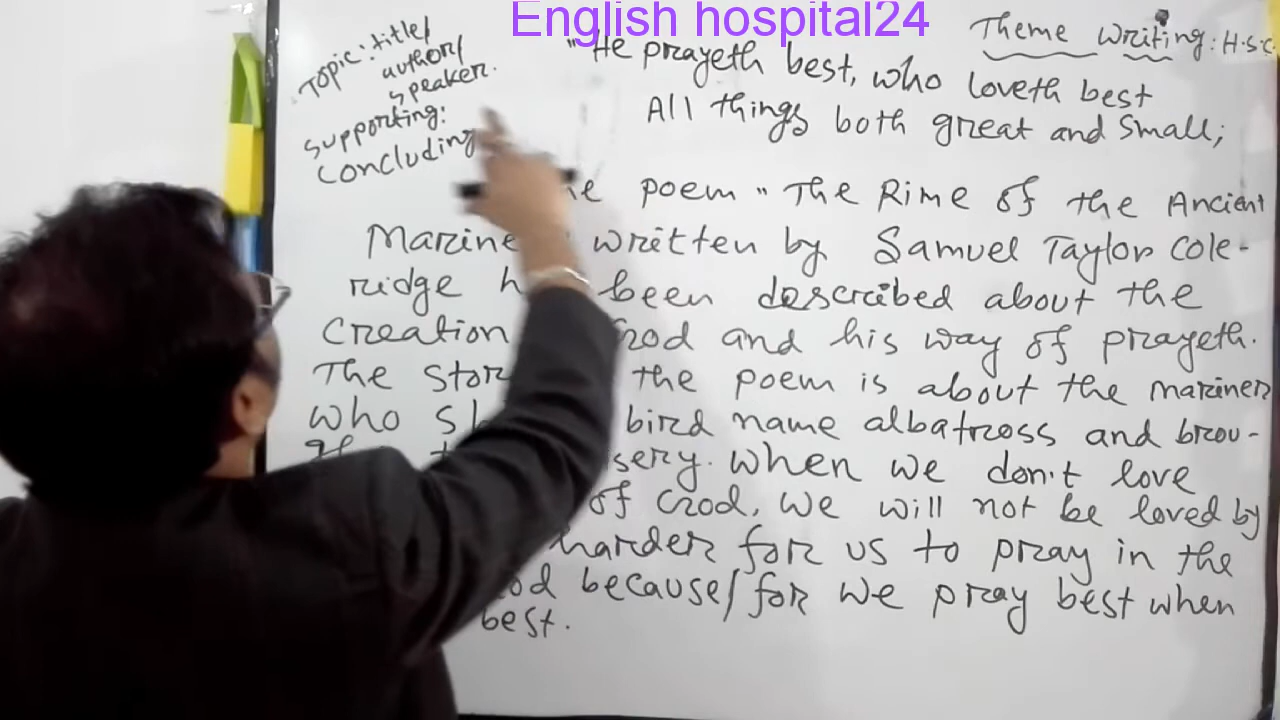 English hospital24
Theme writing: H.S.C
Topic: title/
author/
speaker.
supporting:
concluding
"He prayeth best, who loveth best
All things both great and small;
poem "The Rime of the Ancient
written by Samuel Taylor Cole-
ridge been described about the
Creation God and his way of prayeth.
The the poem is about the mariner
who bird name albatross and brou-
When we don't love
of God, we will not be loved by
harder for us to pray in the
because/for we pray best when
best.